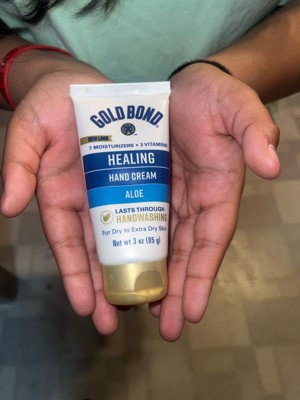 GOLD BOND
NEW LOOK
7 MOISTURIZERS + 3 VITAMINS
HEALING
HAND CREAM
ALOE
LASTS THROUGH
HANDWASHING
For Dry to Extra Dry Skin
Net wt 3 oz (85 g)